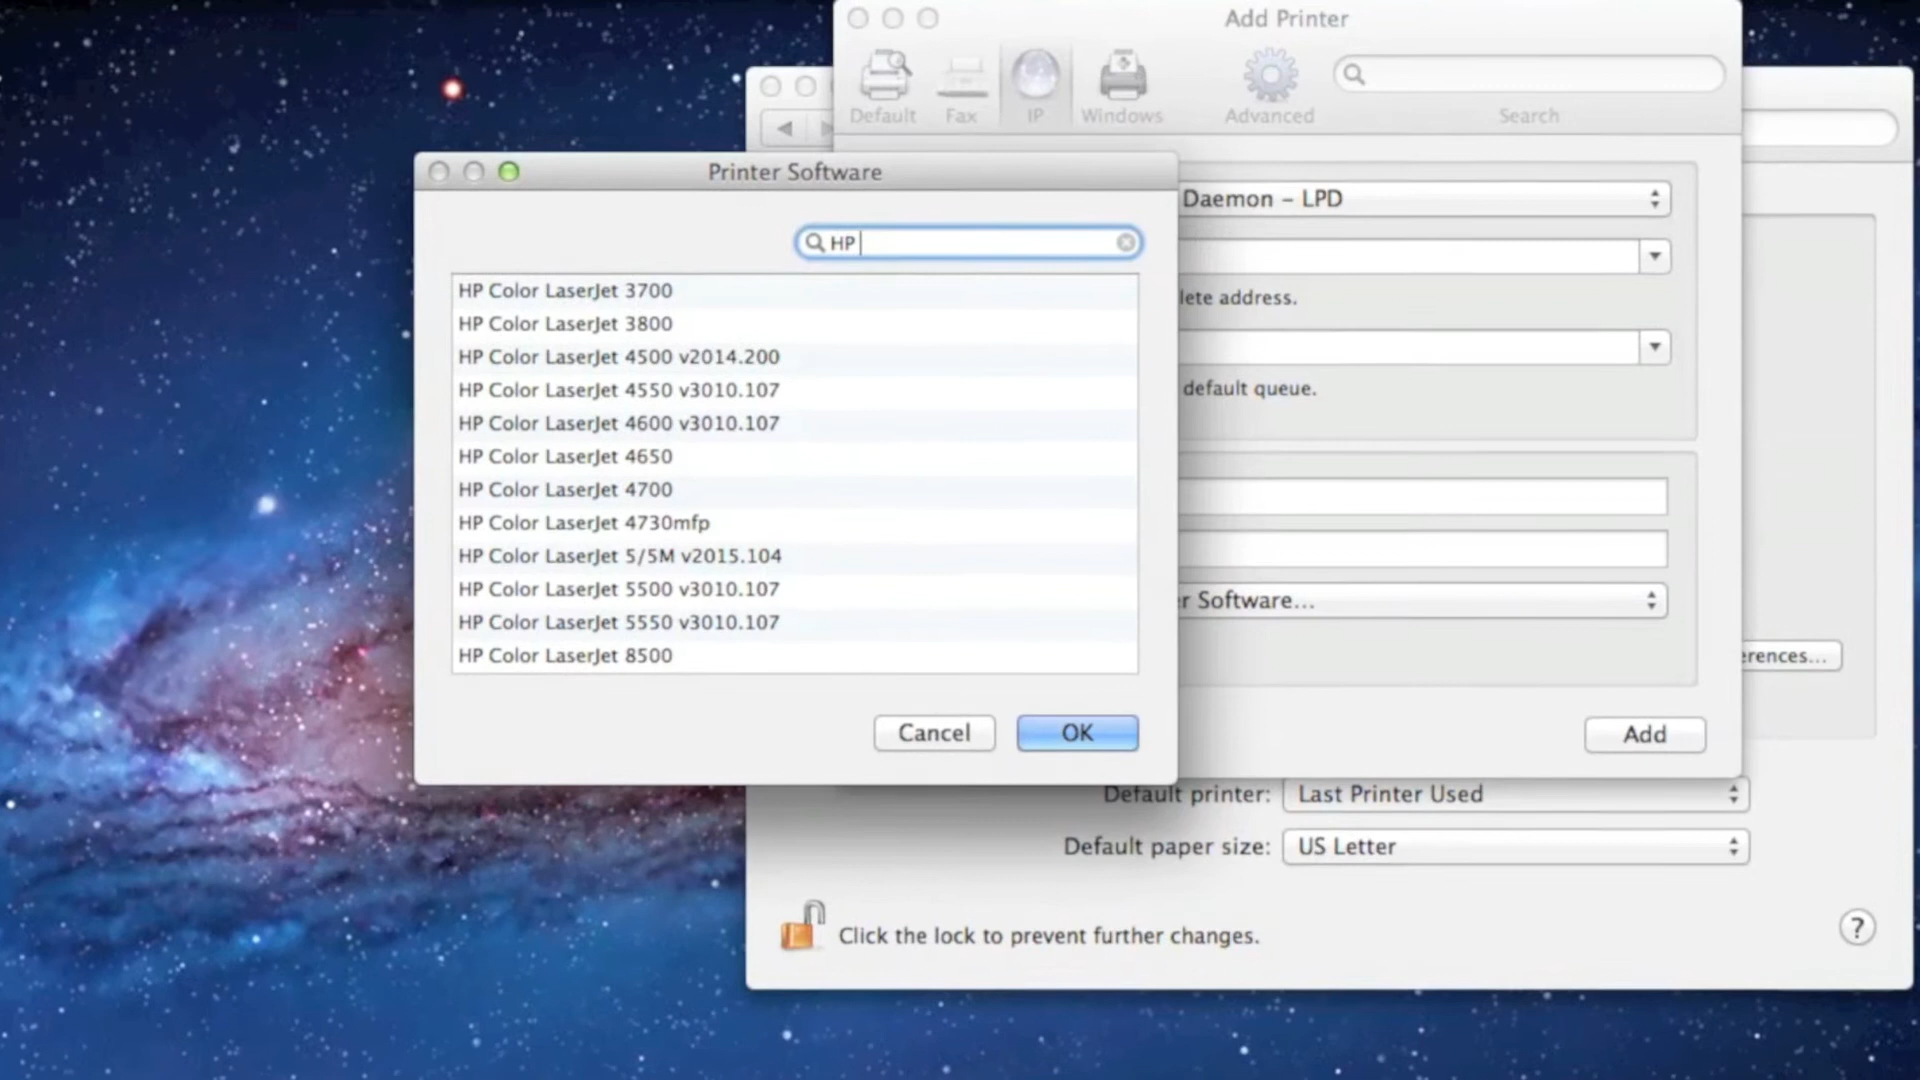 Add Printer
Default
Fax
IP
Windows
Advanced
Search
Printer Software
Daemon – LPD
HP
HP Color LaserJet 3700
HP Color LaserJet 3800
HP Color LaserJet 4500 v2014.200
HP Color LaserJet 4550 v3010.107
HP Color LaserJet 4600 v3010.107
HP Color LaserJet 4650
HP Color LaserJet 4700
HP Color LaserJet 4730mfp
HP Color LaserJet 5/5M v2015.104
HP Color LaserJet 5500 v3010.107
HP Color LaserJet 5550 v3010.107
HP Color LaserJet 8500
Cancel
OK
lete address.
default queue.
r Software...
erences...
Add
Default printer: Last Printer Used
Default paper size: US Letter
Click the lock to prevent further changes.
?